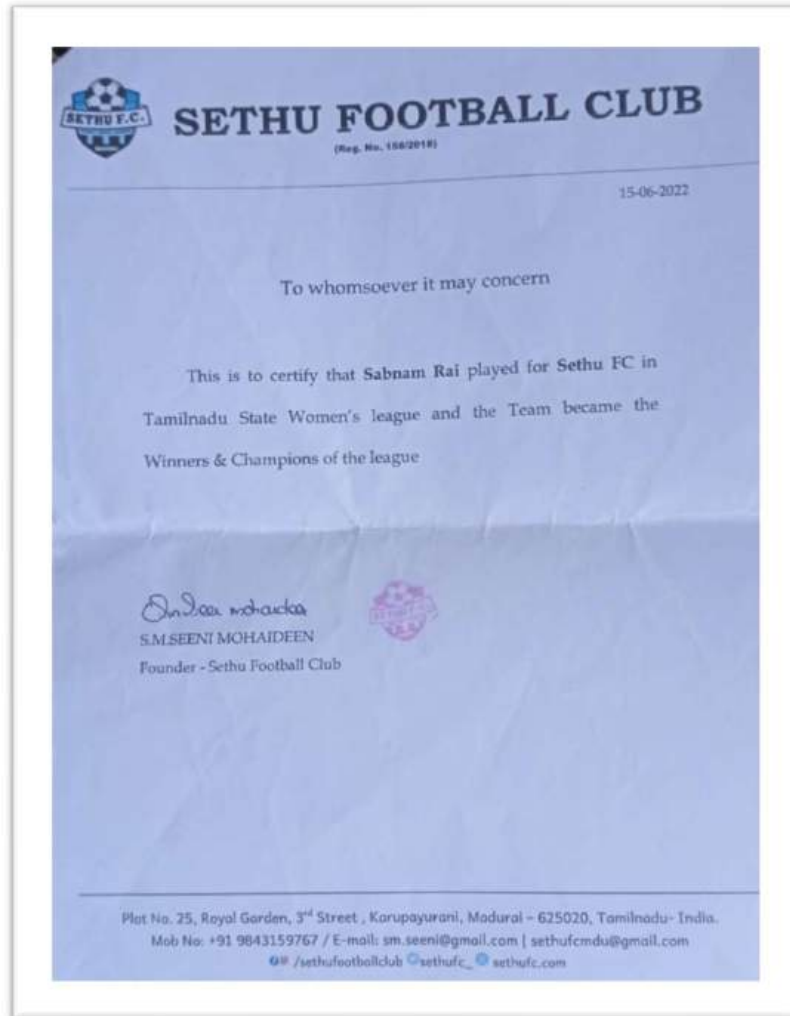 SETHU F.C.
SETHU FOOTBALL CLUB
(Reg. No. 158/2018)
15-06-2022
To whomsoever it may concern
This is to certify that Sabnam Rai played for Sethu FC in
Tamilnadu State Women's league and the Team became the
Winners & Champions of the league
S.M.SEENI MOHAIDEEN
Founder - Sethu Football Club
Plot No. 25, Royal Garden, 3rd Street , Karupayurani, Madurai – 625020, Tamilnadu- India.
Mob No: +91 9843159767 / E-mail: sm.seeni@gmail.com | sethufcmdu@gmail.com
/sethufootballclub sethufc_ sethufc.com